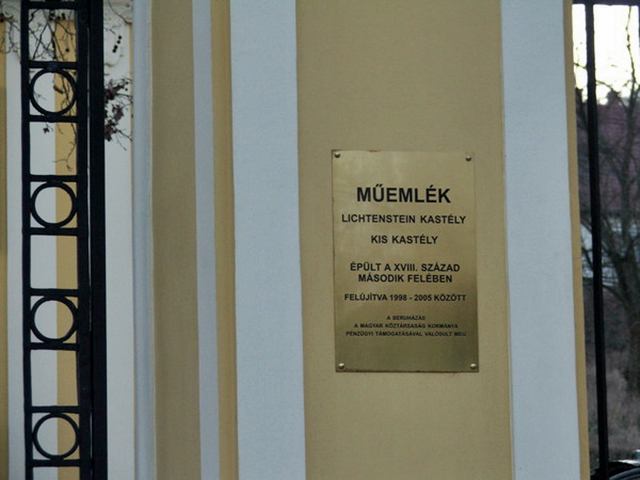 MŰEMLÉK
LICHTENSTEIN KASTÉLY
KIS KASTÉLY
ÉPÜLT A XVIII. SZÁZAD
MÁSODIK FELÉBEN
FELÚJÍTVA 1998 - 2005 KÖZÖTT
A BERUHÁZÁS
A MAGYAR KÖZTÁRSASÁG KORMÁNYA
PÉNZÜGYI TÁMOGATÁSÁVAL VALÓSULT MEG